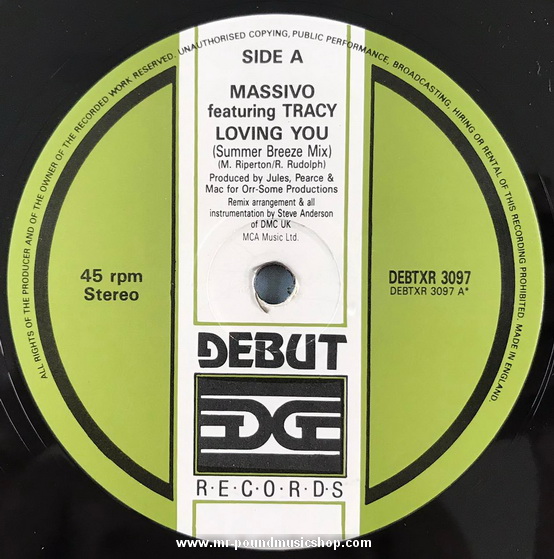 ALL RIGHTS OF THE PRODUCER AND OF THE OWNER OF THE RECORDED WORK RESERVED. UNAUTHORISED COPYING, PUBLIC PERFORMANCE, BROADCASTING, HIRING OR RENTAL OF THIS RECORDING PROHIBITED. MADE IN ENGLAND.
SIDE A
MASSIVO
featuring TRACY
LOVING YOU
(Summer Breeze Mix)
(M. Riperton/R. Rudolph)
Produced by Jules, Pearce &
Mac for Orr-Some Productions
Remix arrangement & all
instrumentation by Steve Anderson
of DMC UK
MCA Music Ltd.
45 rpm
Stereo
DEBTXR 3097
DEBTXR 3097 A*
DEBUT
R·E·C·O·R·D·S
www.mr-poundmusicshop.com